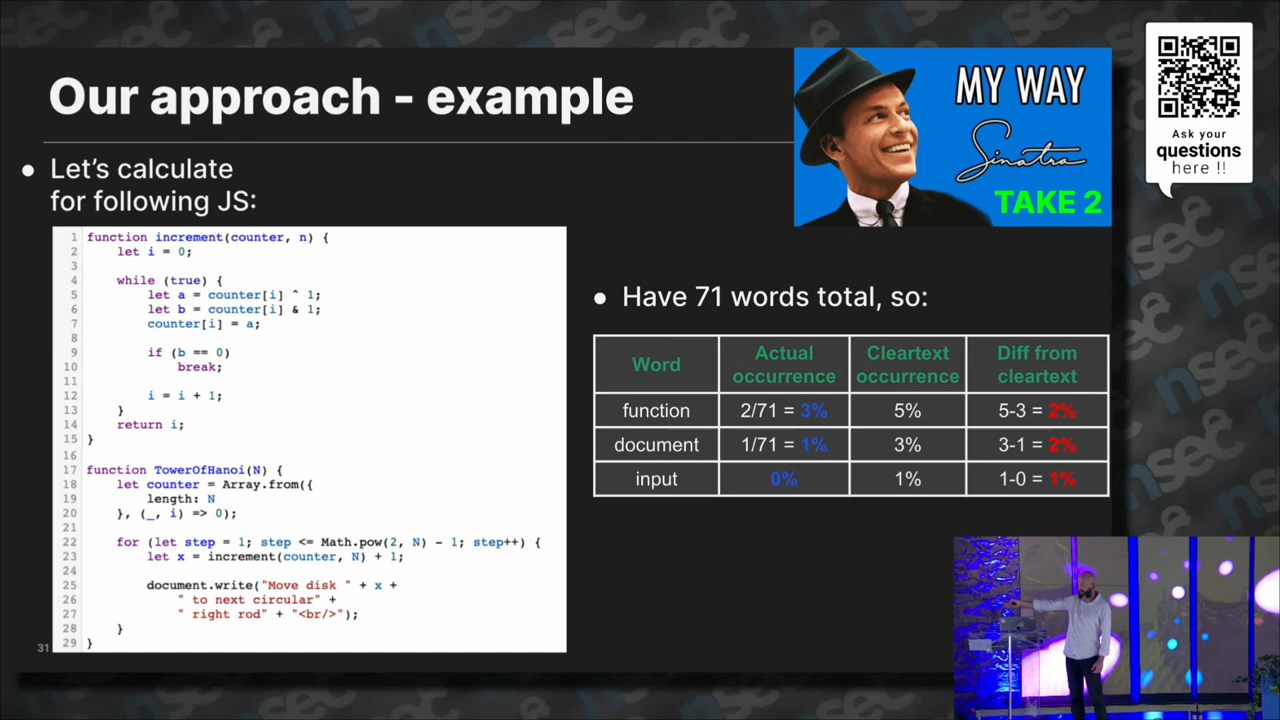 Our approach - example
MY WAY
Sinatra
TAKE 2
Ask your
questions
here !!
● Let's calculate
for following JS:
1 function increment(counter, n) {
2 let i = 0;
3
4 while (true) {
5 let a = counter[i] ^ 1;
6 let b = counter[i] & 1;
7 counter[i] = a;
8
9 if (b == 0)
10 break;
11
12 i = i + 1;
13 }
14 return i;
15 }
16
17 function TowerOfHanoi(N) {
18 let counter = Array.from({
19 length: N
20 }, (_, i) => 0);
21
22 for (let step = 1; step <= Math.pow(2, N) - 1; step++) {
23 let x = increment(counter, N) + 1;
24
25 document.write("Move disk " + x +
26 " to next circular" +
27 " right rod" + "<br/>");
28 }
29 }
● Have 71 words total, so:
Word Actual occurrence Cleartext occurrence Diff from cleartext
function 2/71 = 3% 5% 5-3 = 2%
document 1/71 = 1% 3% 3-1 = 2%
input 0% 1% 1-0 = 1%
31
nsec